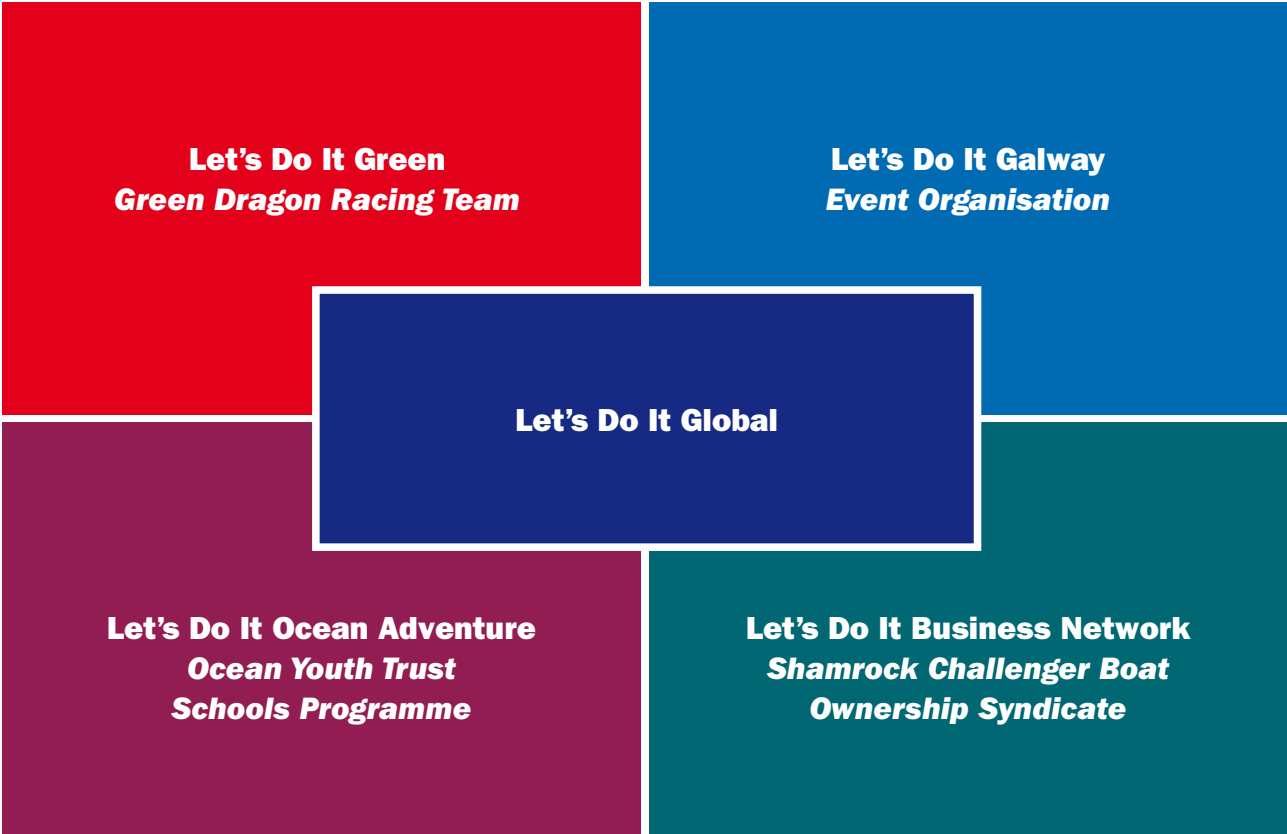 Let’s Do It Green
Green Dragon Racing Team
Let’s Do It Galway
Event Organisation
Let’s Do It Global
Let’s Do It Ocean Adventure
Ocean Youth Trust
Schools Programme
Let’s Do It Business Network
Shamrock Challenger Boat
Ownership Syndicate